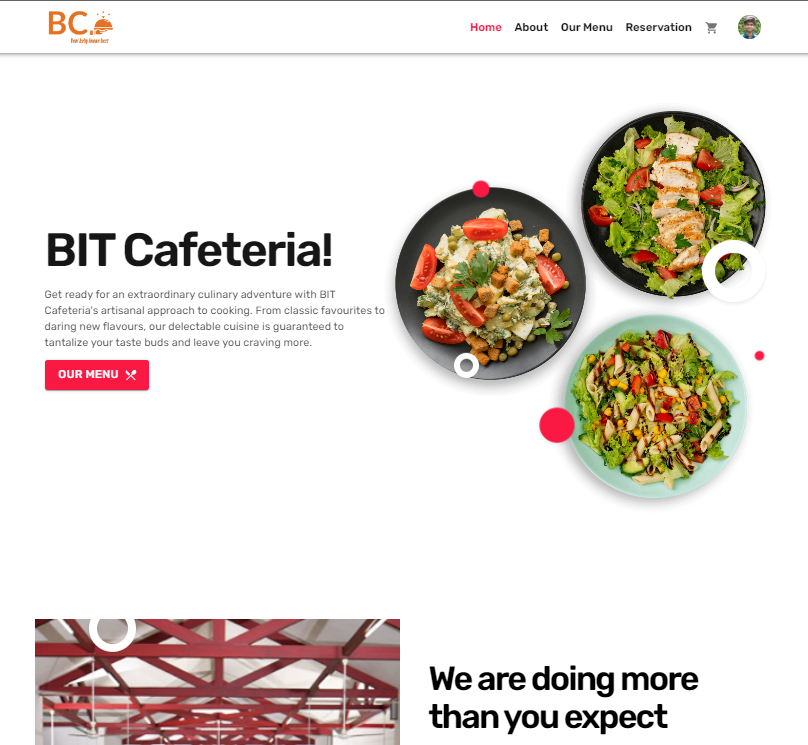 BC.
Your belly knows best
Home About Our Menu Reservation
BIT Cafeteria!
Get ready for an extraordinary culinary adventure with BIT
Cafeteria's artisanal approach to cooking. From classic favourites to
daring new flavours, our delectable cuisine is guaranteed to
tantalize your taste buds and leave you craving more.
OUR MENU
We are doing more
than you expect